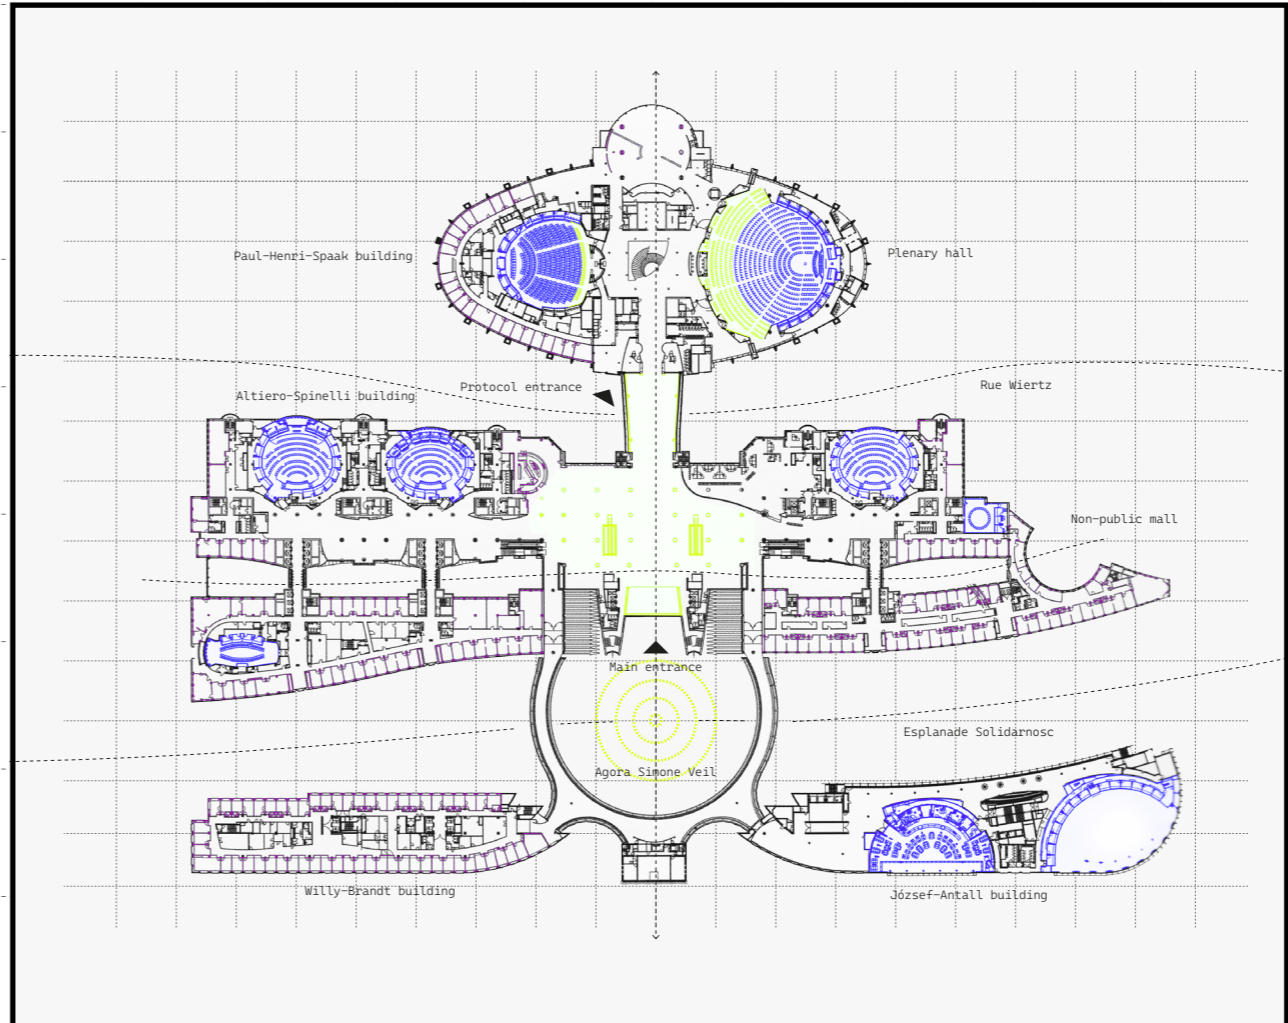 Paul-Henri-Spaak building
Plenary hall
Protocol entrance
Rue Wiertz
Altiero-Spinelli building
Non-public mall
Main entrance
Esplanade Solidarnosc
Agora Simone Veil
Willy-Brandt building
József-Antall building